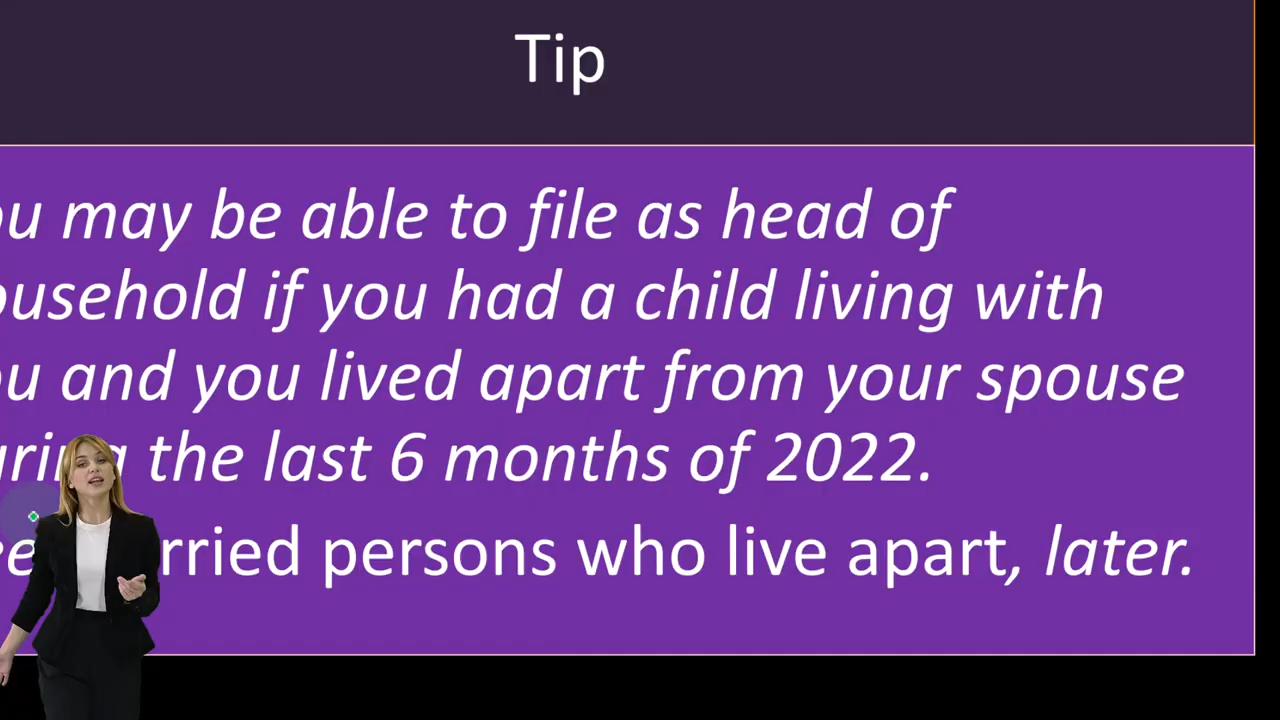 Tip
ou may be able to file as head of
ousehold if you had a child living with
ou and you lived apart from your spouse
the last 6 months of 2022.
rried persons who live apart, later.